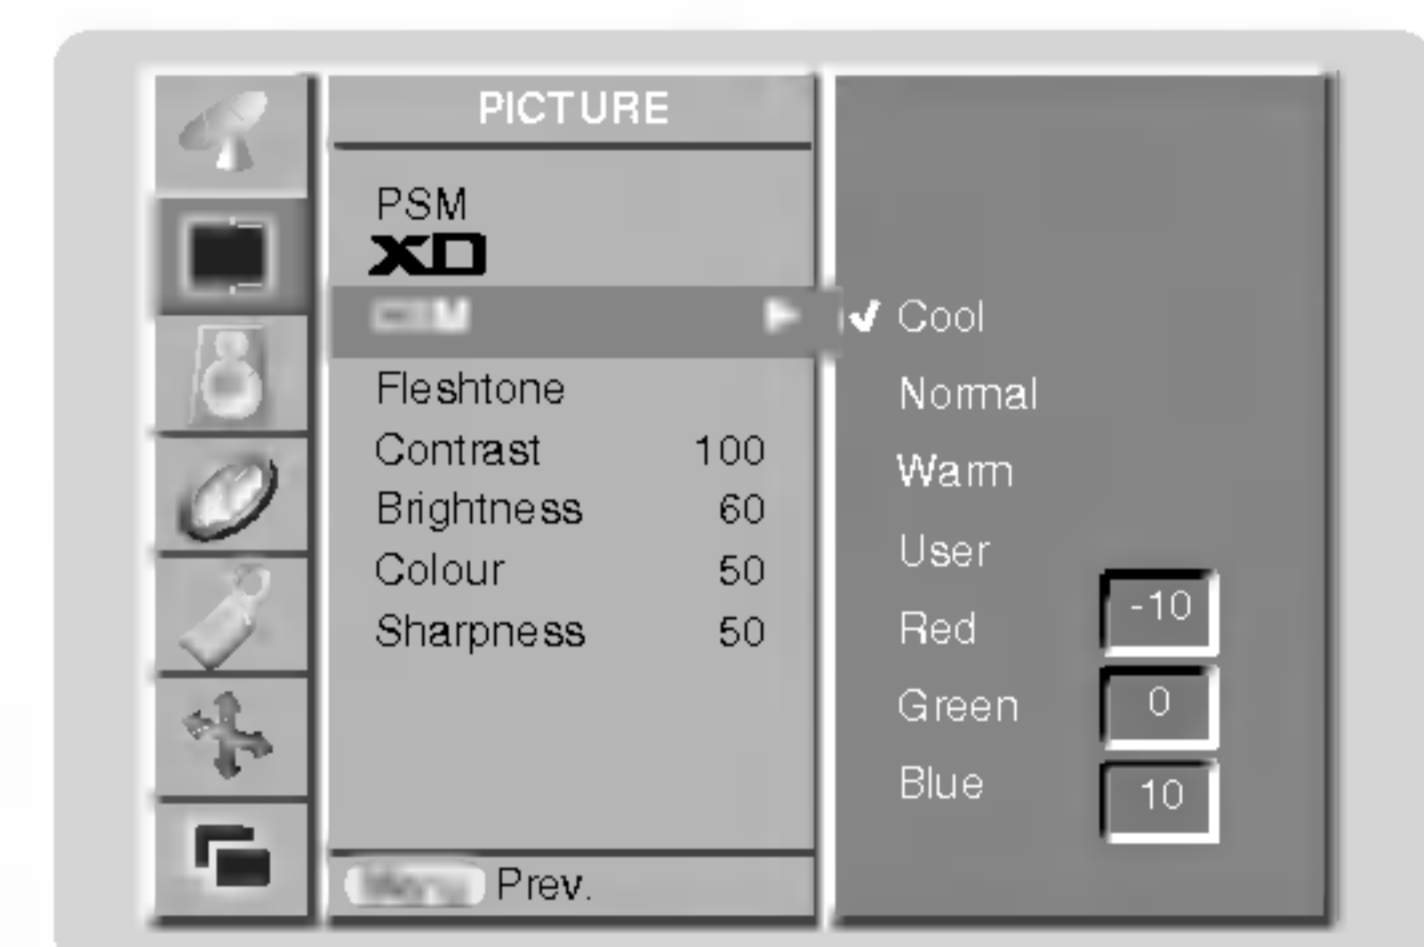 PICTURE
PSM
XD
Cool
Normal
Fleshtone
Contrast 100
Warm
Brightness 60
User
Colour 50
Red -10
Sharpness 50
Green 0
Blue 10
Prev.